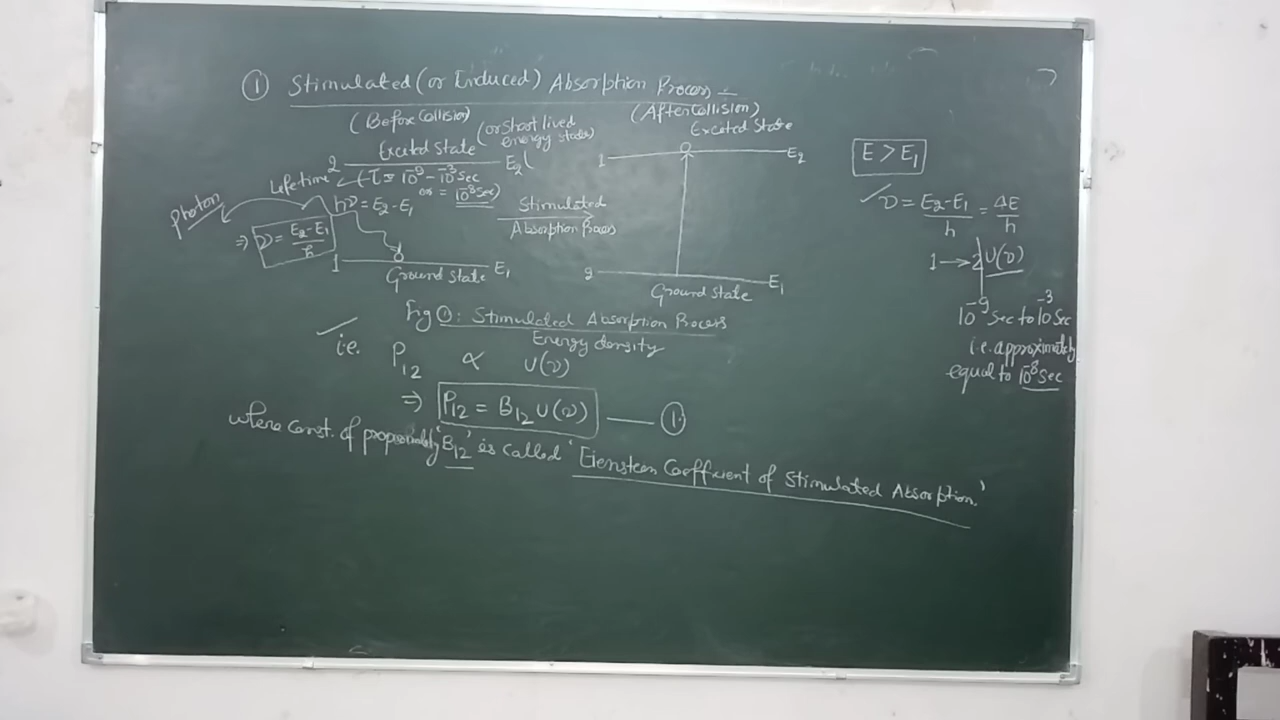 ① Stimulated (or Induced) Absorption Process -
(Before Collision)
(After Collision)
Excited State (or Short lived energy state)
Excited State
2 E2
1 E2
Lifetime (τ = 10⁻⁹ - 10⁻³ Sec
or = 10⁻⁸ Sec)
Photon
hν = E2 - E1
⇒ ν = E2 - E1 / h
Stimulated
Absorption Process
1 E1
Ground State
2 E1
Ground State
Fig ①: Stimulated Absorption Process
i.e. P12 ∝ U(ν) Energy density
⇒ P12 = B12 U(ν) —— ①
where const. of proportionality 'B12' is called 'Eiensteen Coefficient of Stimulated Absorption.'
E > E1
ν = E2 - E1 / h = ΔE / h
1 → 2 U(ν)
10⁻⁹ Sec to 10⁻³ Sec
i.e. approximately
equal to 10⁻⁸ Sec